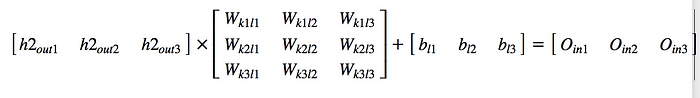 [ h2out1 h2out2 h2out3 ] × [ Wk1l1 Wk1l2 Wk1l3
Wk2l1 Wk2l2 Wk2l3
Wk3l1 Wk3l2 Wk3l3 ] + [ bl1 bl2 bl3 ] = [ Oin1 Oin2 Oin3 ]